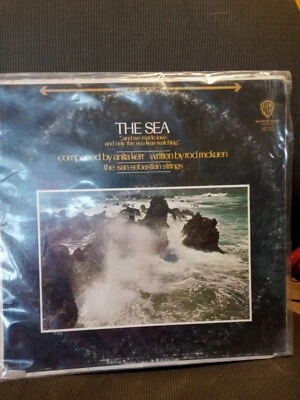 THE SEA
"...and we made love
and only the sea was watching."
composed by anita kerr written by rod mckuen
the san sebastian strings